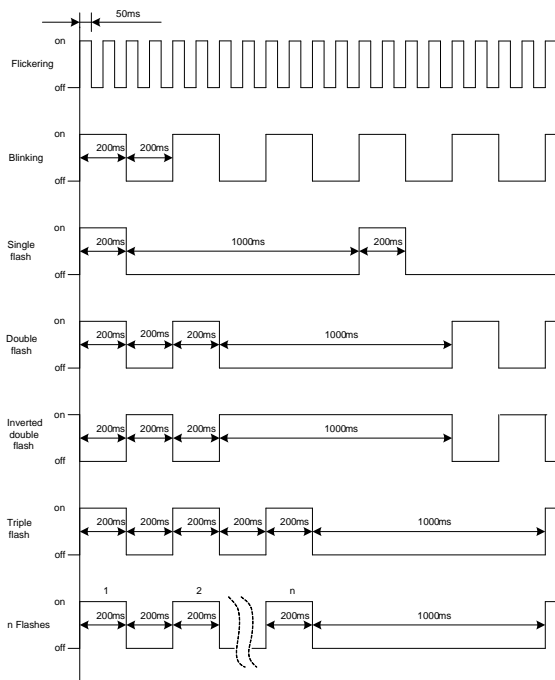 50ms
on
Flickering
off
on
200ms 200ms
Blinking
off
on
Single
flash
200ms 1000ms 200ms
off
on
Double
flash
200ms 200ms 200ms 1000ms
off
on
Inverted
double
flash
200ms 200ms 200ms 1000ms
off
on
Triple
flash
200ms 200ms 200ms 200ms 200ms 1000ms
off
1 2 n
on
n Flashes
200ms 200ms 200ms 200ms 1000ms
off